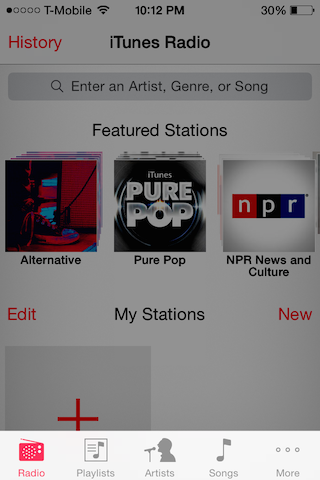 T-Mobile 10:12 PM 30%
History iTunes Radio
Enter an Artist, Genre, or Song
Featured Stations
iTunes
PURE
POP
npr
Alternative Pure Pop NPR News and
Culture
Edit My Stations New
Radio Playlists Artists Songs More